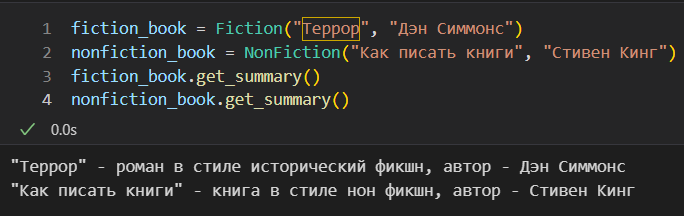 1 fiction_book = Fiction("Террор", "Дэн Симмонс")
2 nonfiction_book = NonFiction("Как писать книги", "Стивен Кинг")
3 fiction_book.get_summary()
4 nonfiction_book.get_summary()
0.0s
"Террор" - роман в стиле исторический фикшн, автор - Дэн Симмонс
"Как писать книги" - книга в стиле нон фикшн, автор - Стивен Кинг